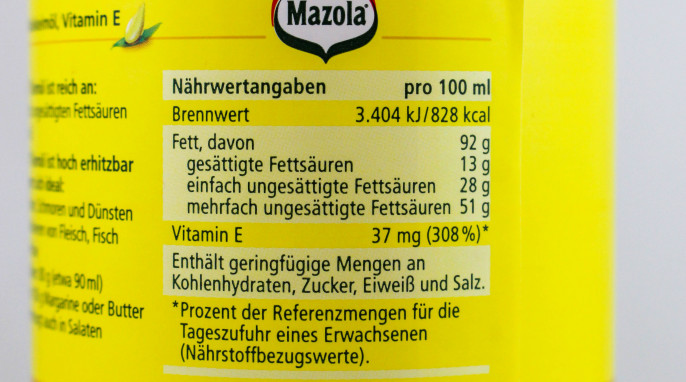 Mazola
öl, Vitamin E
ist reich an:
Fettsäuren
ist hoch erhitzbar
ideal:
und Dünsten
von Fleisch, Fisch
g (etwa 90 ml)
Margarine oder Butter
auch in Salaten
Nährwertangaben pro 100 ml
Brennwert 3.404 kJ/828 kcal
Fett, davon 92 g
gesättigte Fettsäuren 13 g
einfach ungesättigte Fettsäuren 28 g
mehrfach ungesättigte Fettsäuren 51 g
Vitamin E 37 mg (308%)*
Enthält geringfügige Mengen an
Kohlenhydraten, Zucker, Eiweiß und Salz.
*Prozent der Referenzmengen für die
Tageszufuhr eines Erwachsenen
(Nährstoffbezugswerte).